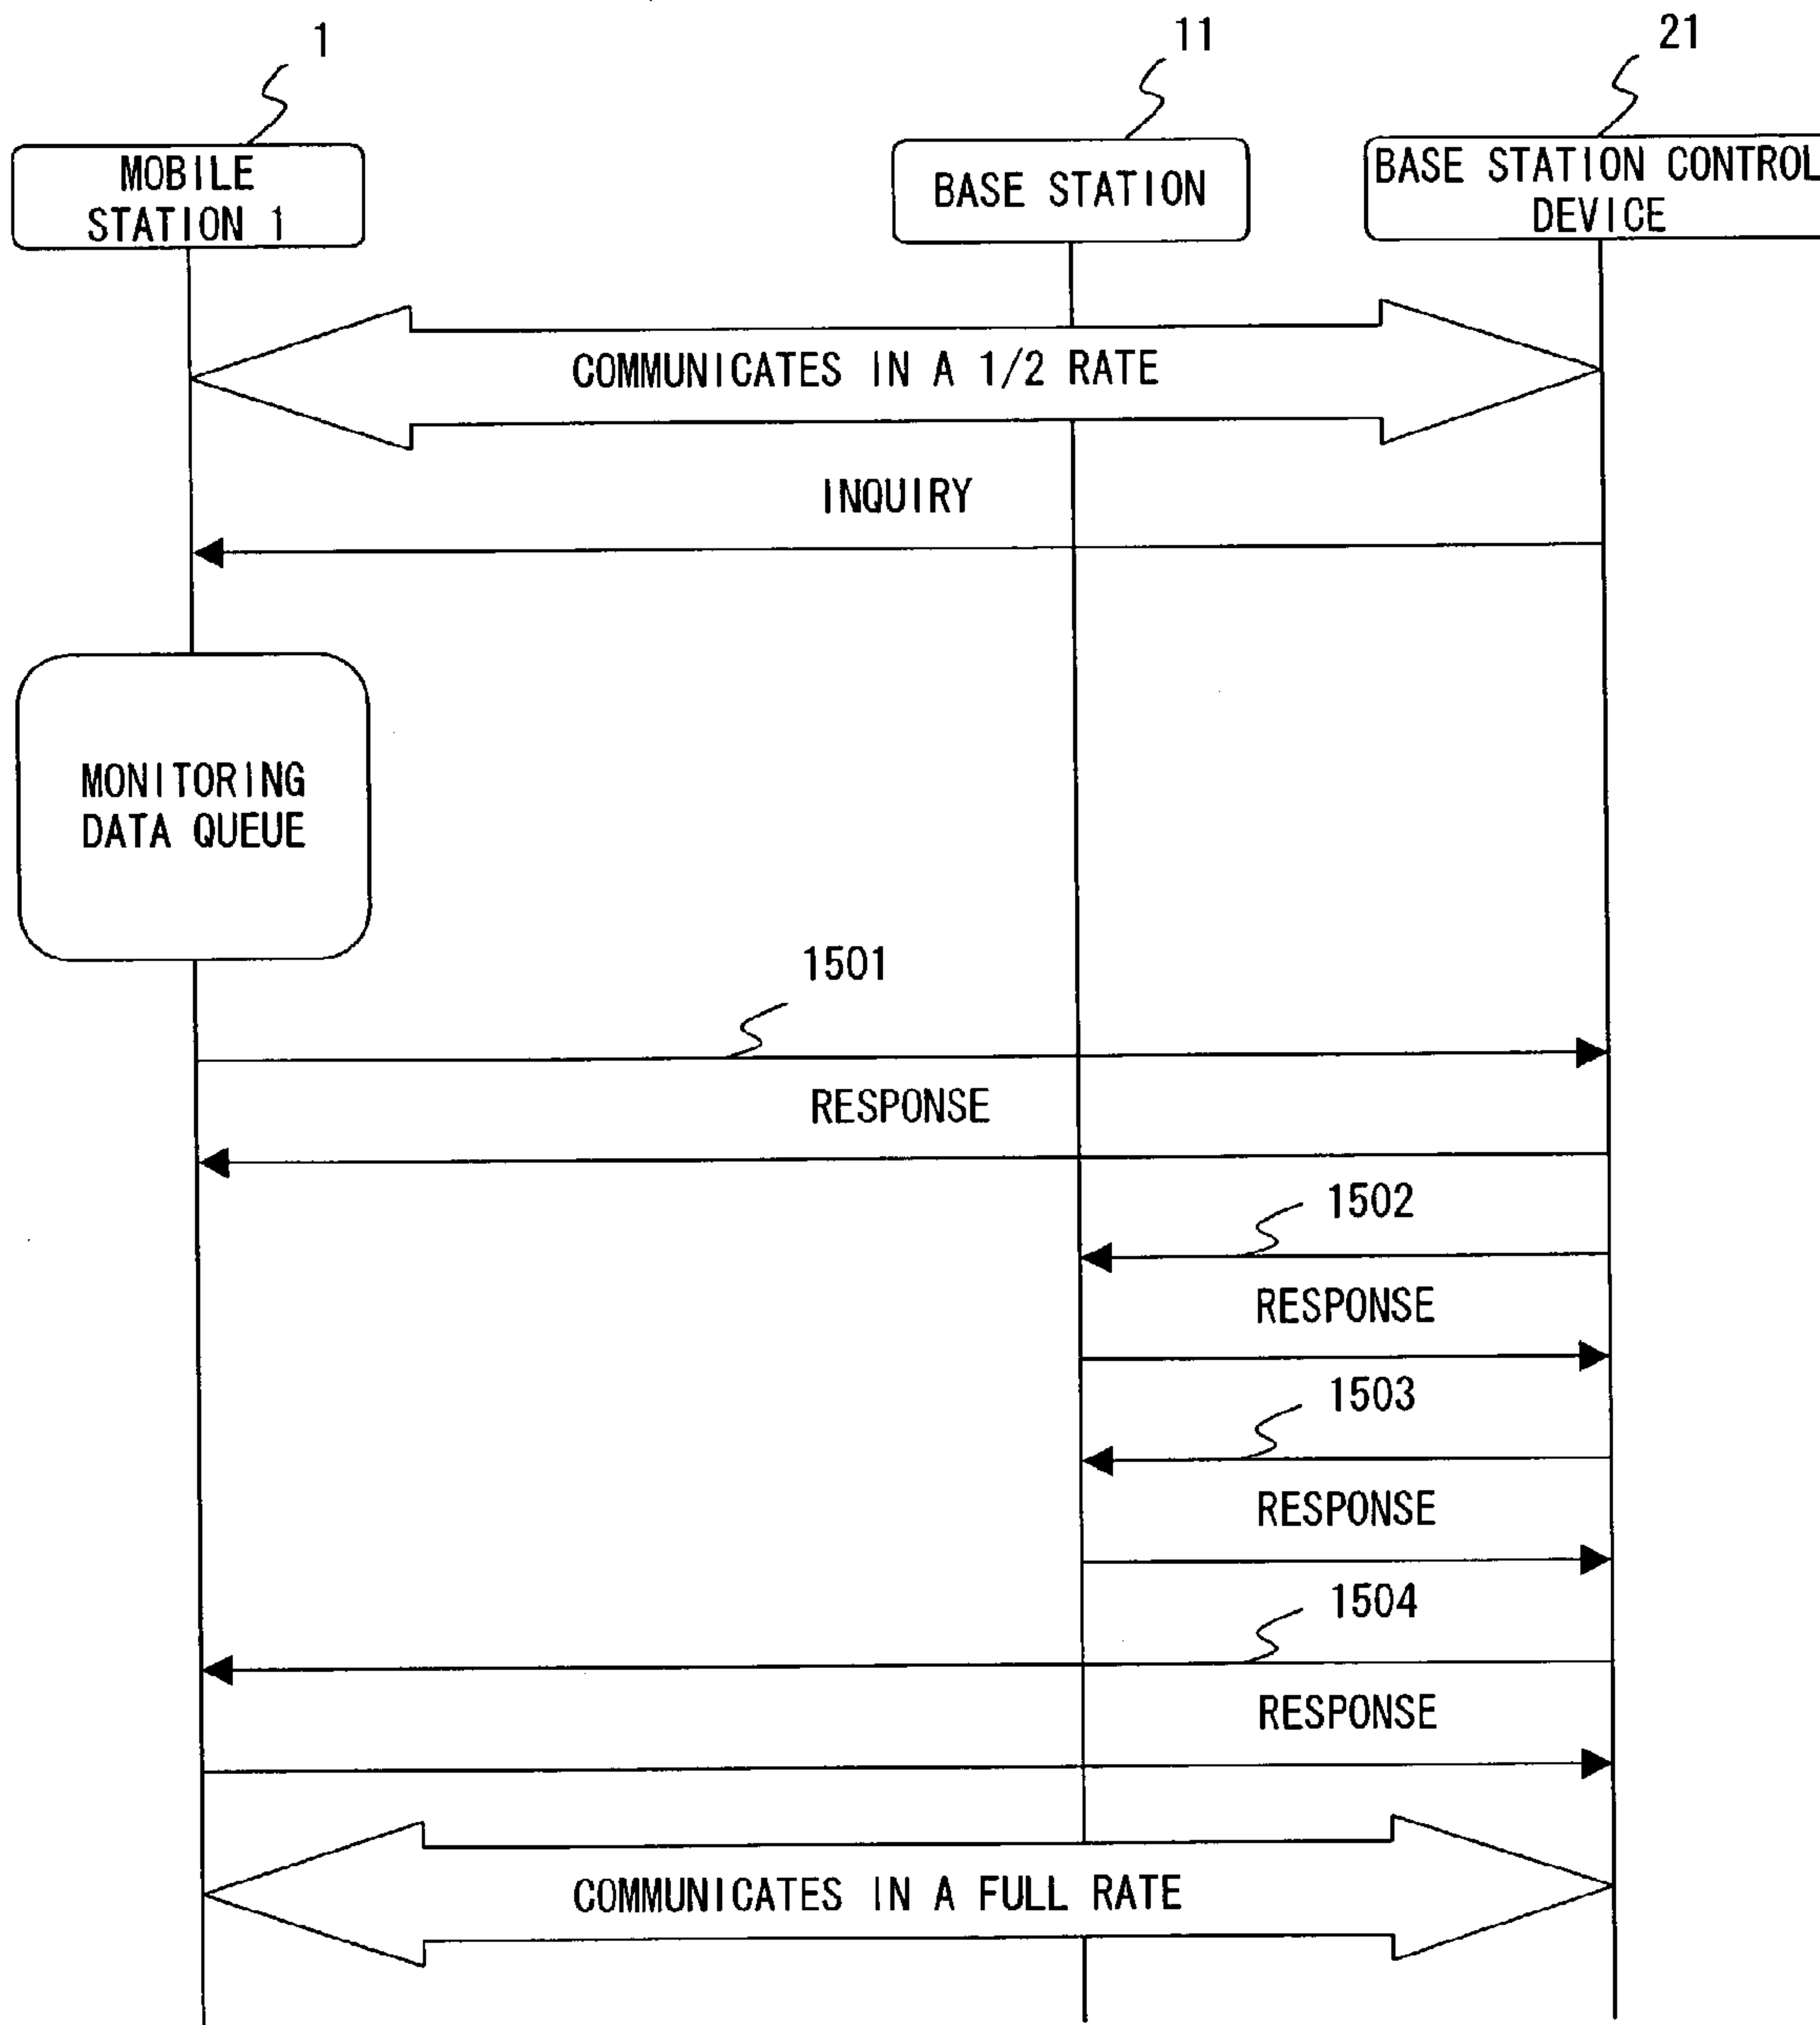 1
11
21
MOBILE
STATION 1
BASE STATION
BASE STATION CONTROL
DEVICE
COMMUNICATES IN A 1/2 RATE
INQUIRY
MONITORING
DATA QUEUE
1501
RESPONSE
1502
RESPONSE
1503
RESPONSE
1504
RESPONSE
COMMUNICATES IN A FULL RATE